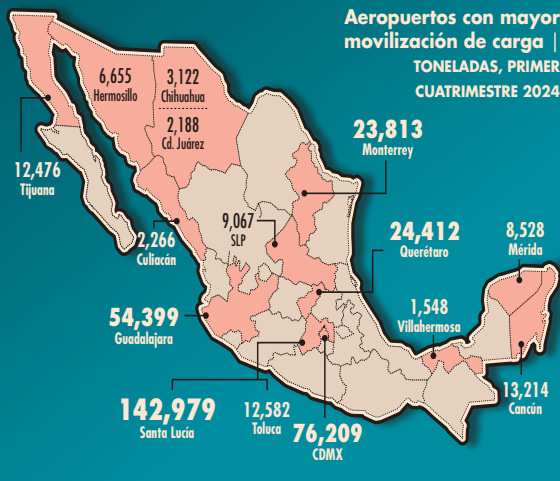 Aeropuertos con mayor
movilización de carga |
TONELADAS, PRIMER
CUATRIMESTRE 2024
6,655
Hermosillo
3,122
Chihuahua
2,188
Cd. Juárez
12,476
Tijuana
23,813
Monterrey
2,266
Culiacán
9,067
SLP
24,412
Querétaro
8,528
Mérida
54,399
Guadalajara
1,548
Villahermosa
13,214
Cancún
142,979
Santa Lucía
12,582
Toluca
76,209
CDMX